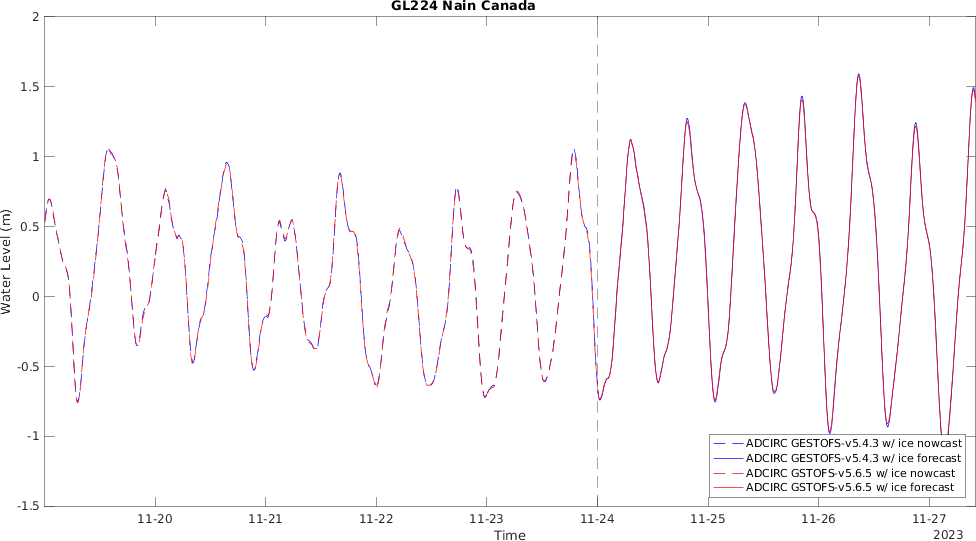 GL224 Nain Canada
2
1.5
1
0.5
0
-0.5
-1
-1.5
Water Level (m)
ADCIRC GESTOFS-v5.4.3 w/ ice nowcast
ADCIRC GESTOFS-v5.4.3 w/ ice forecast
ADCIRC GSTOFS-v5.6.5 w/ ice nowcast
ADCIRC GSTOFS-v5.6.5 w/ ice forecast
11-20 11-21 11-22 11-23 11-24 11-25 11-26 11-27
Time
2023